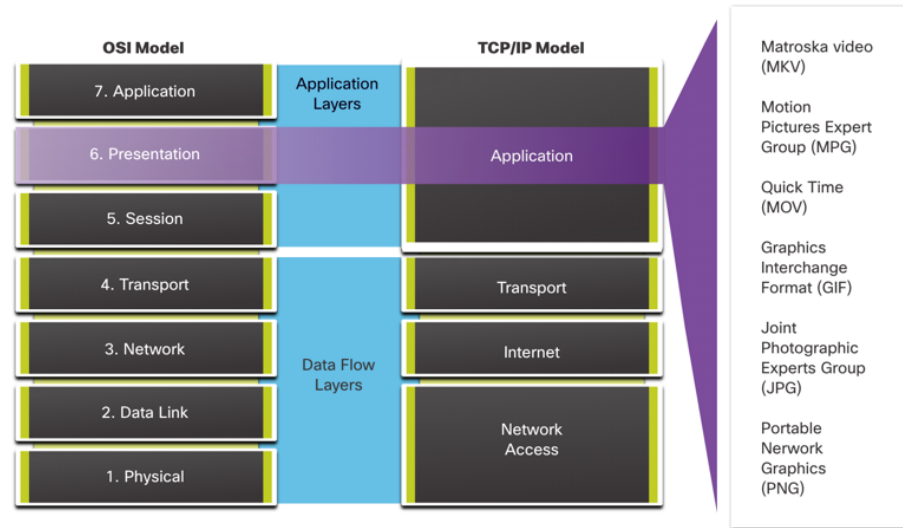 OSI Model
TCP/IP Model
7. Application
6. Presentation
5. Session
4. Transport
3. Network
2. Data Link
1. Physical
Application
Layers
Data Flow
Layers
Application
Transport
Internet
Network
Access
Matroska video
(MKV)
Motion
Pictures Expert
Group (MPG)
Quick Time
(MOV)
Graphics
Interchange
Format (GIF)
Joint
Photographic
Experts Group
(JPG)
Portable
Nerwork
Graphics
(PNG)